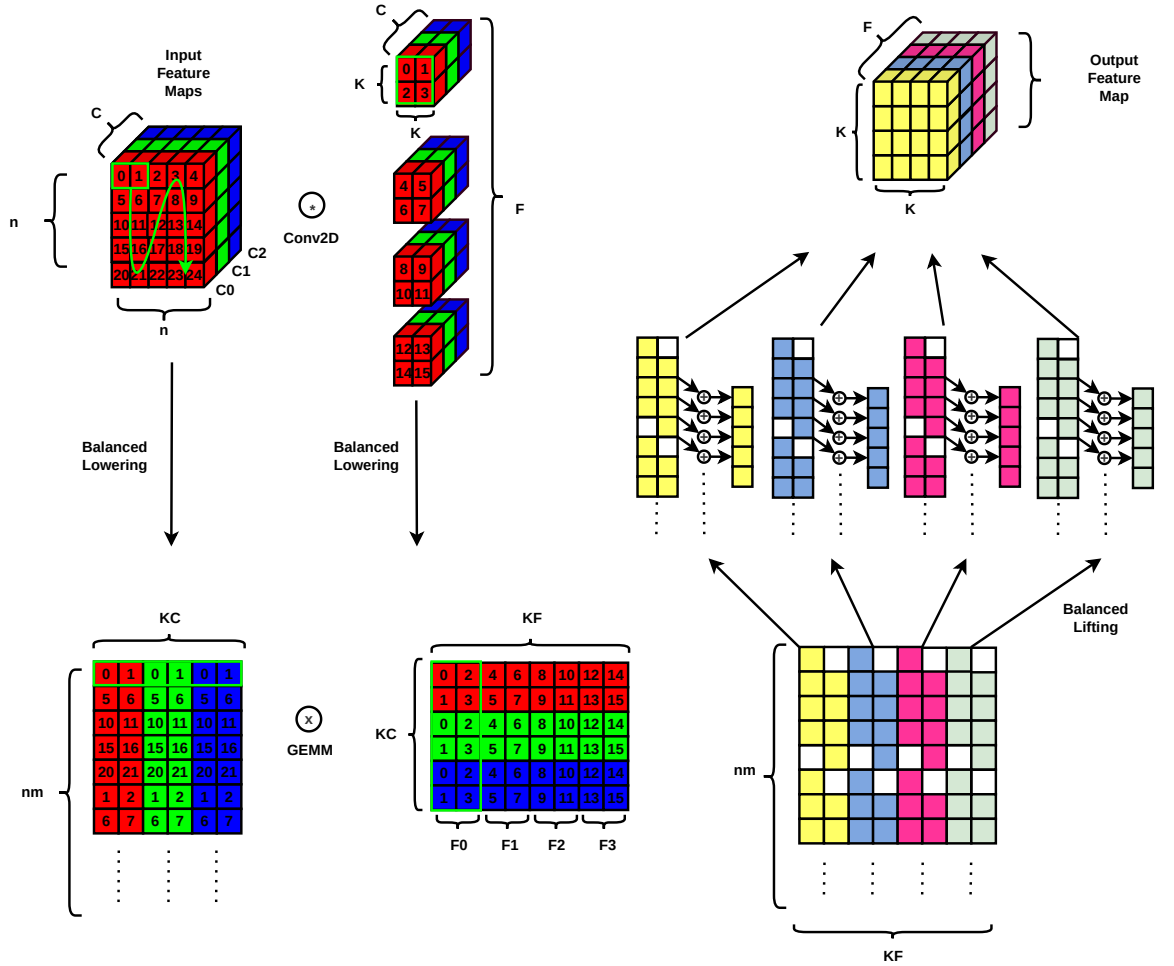 Input
Feature
Maps
C
n
0 1 2 3 4
5 6 7 8 9
10 11 12 13 14
15 16 17 18 19
20 21 22 23 24
C2
C1
C0
n
*
Conv2D
C
K
0 1
2 3
K
4 5
6 7
8 9
10 11
12 13
14 15
F
F
K
K
Output
Feature
Map
Balanced
Lowering
Balanced
Lowering
KC
nm
0 1 0 1 0 1
5 6 5 6 5 6
10 11 10 11 10 11
15 16 15 16 15 16
20 21 20 21 20 21
1 2 1 2 1 2
6 7 6 7 6 7
x
GEMM
KF
KC
0 2 4 6 8 10 12 14
1 3 5 7 9 11 13 15
0 2 4 6 8 10 12 14
1 3 5 7 9 11 13 15
0 2 4 6 8 10 12 14
1 3 5 7 9 11 13 15
F0 F1 F2 F3
Balanced
Lifting
nm
KF